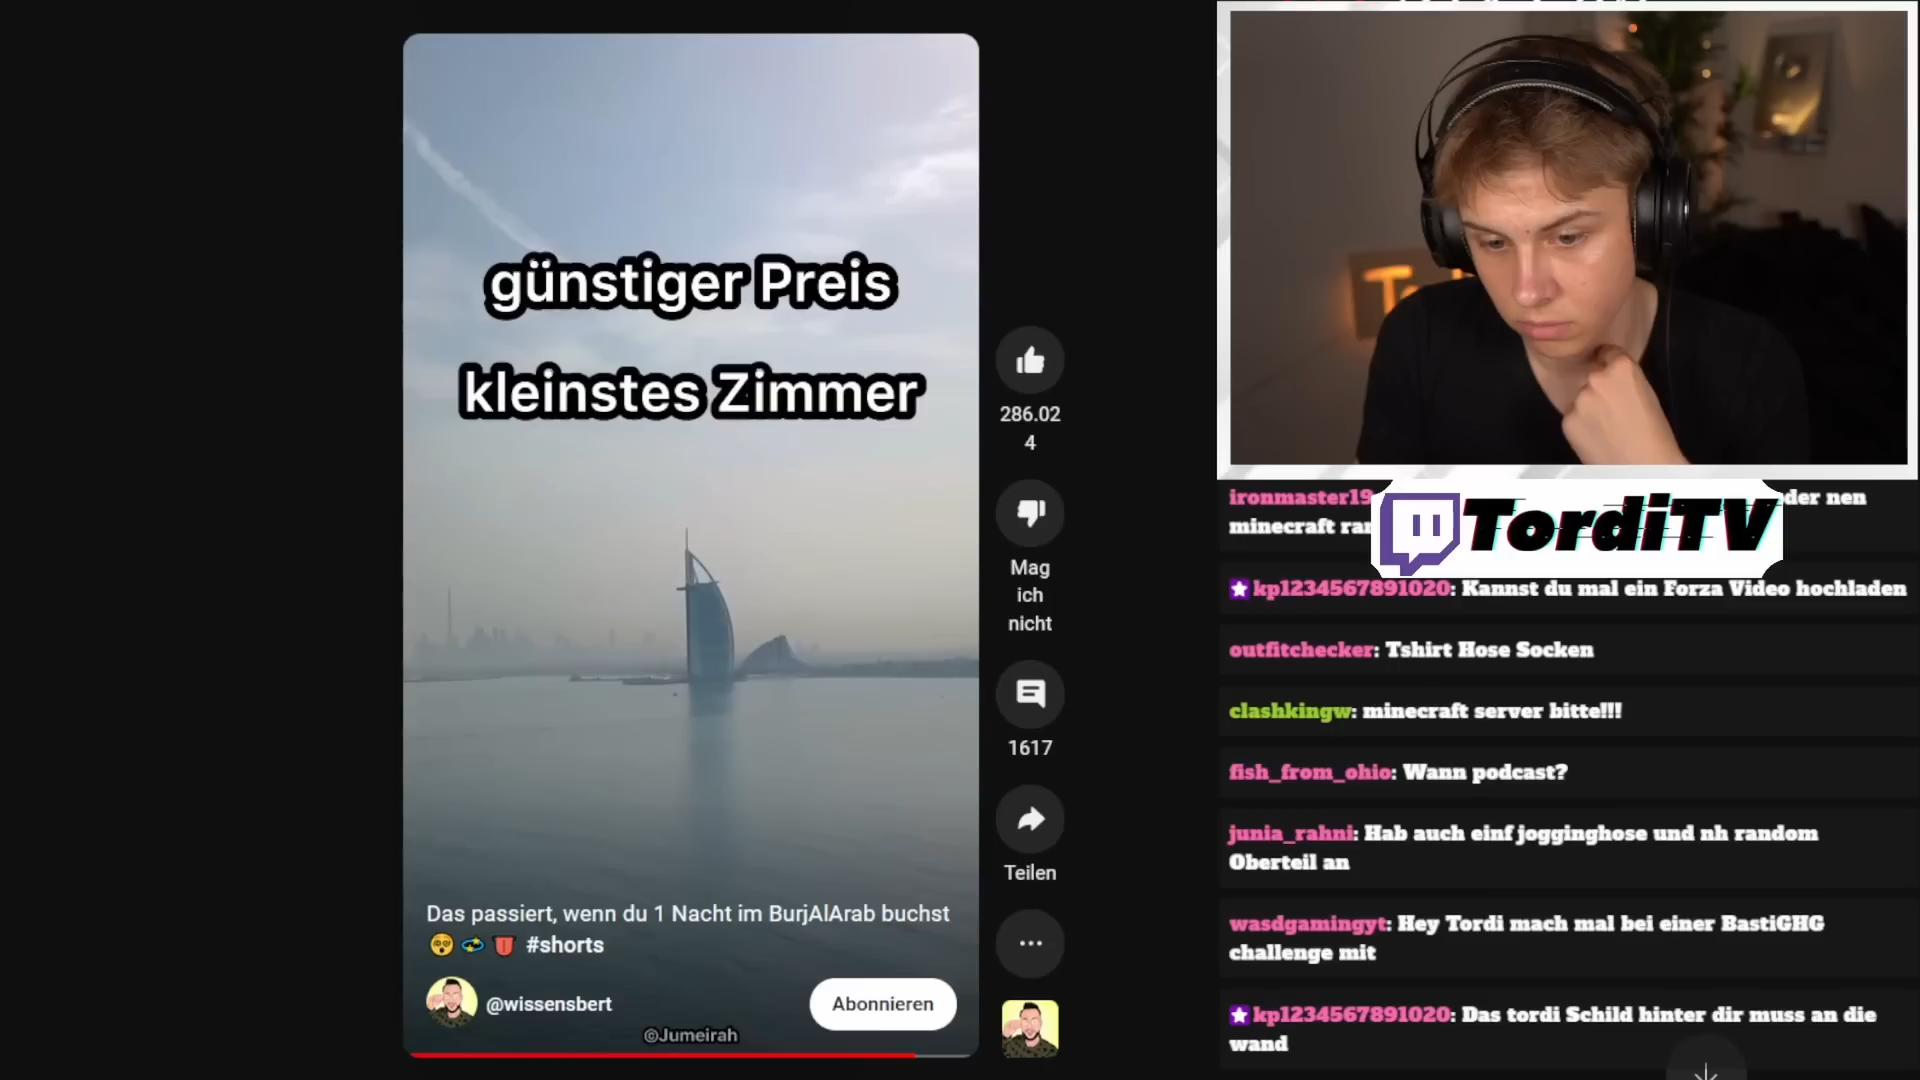 günstiger Preis
kleinstes Zimmer
Das passiert, wenn du 1 Nacht im BurjAlArab buchst
#shorts
@wissensbert
Abonnieren
©Jumeirah
286.02
4
Mag
ich
nicht
1617
Teilen
TordiTV
ironmaster19 der nen
minecraft
kp1234567891020: Kannst du mal ein Forza Video hochladen
outfitchecker: Tshirt Hose Socken
clashkingw: minecraft server bitte!!!
fish_from_ohio: Wann podcast?
junia_rahni: Hab auch einf jogginghose und nh random
Oberteil an
wasdgamingyt: Hey Tordi mach mal bei einer BastiGHG
challenge mit
kp1234567891020: Das tordi Schild hinter dir muss an die
wand